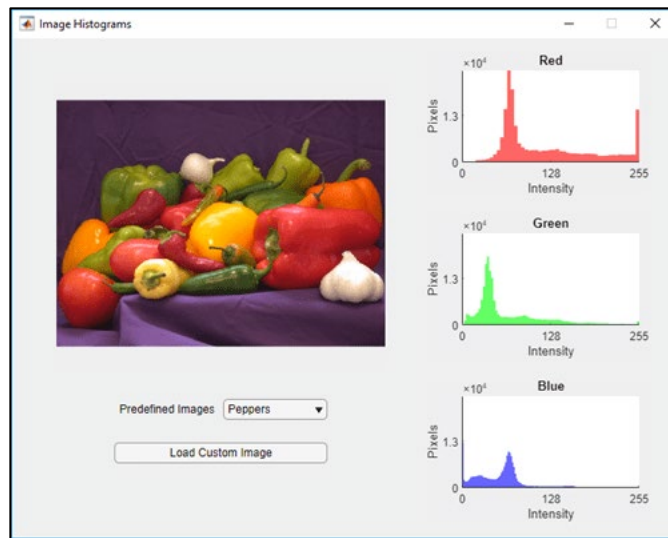 Image Histograms
Red
×10⁴
Pixels
1.3
0
0 128 255
Intensity
Green
×10⁴
Pixels
1.3
0
0 128 255
Intensity
Blue
×10⁴
Pixels
1.3
0
0 128 255
Intensity
Predefined Images Peppers
Load Custom Image